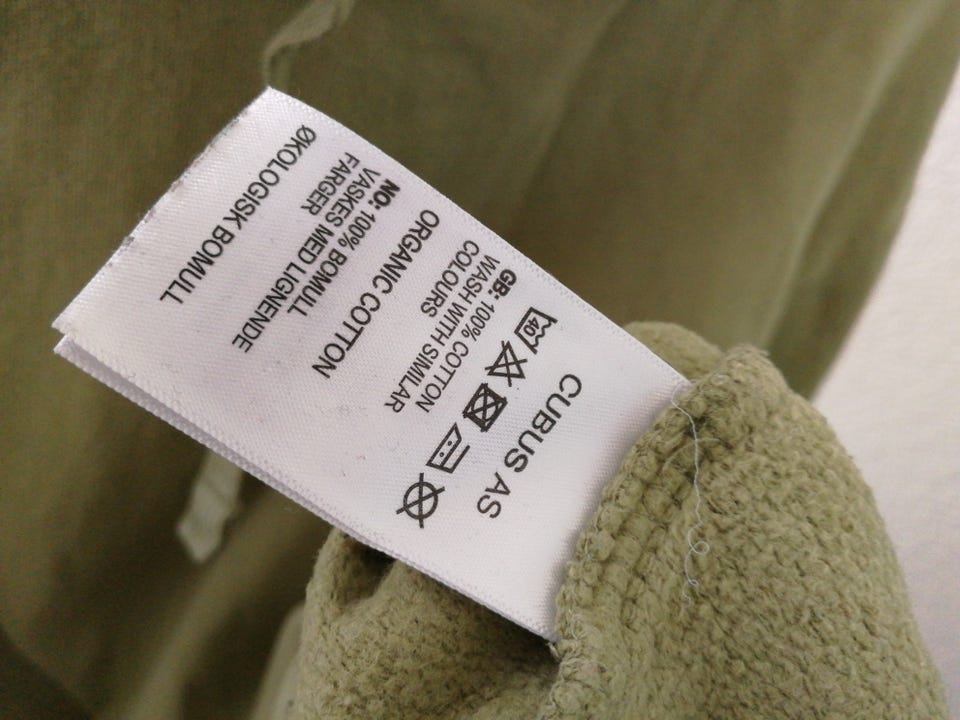 CUBUS AS
40
GB: 100% COTTON
WASH WITH SIMILAR
COLOURS
ORGANIC COTTON
NO: 100% BOMULL
VASKES MED LIGNENDE
FARGER
ØKOLOGISK BOMULL